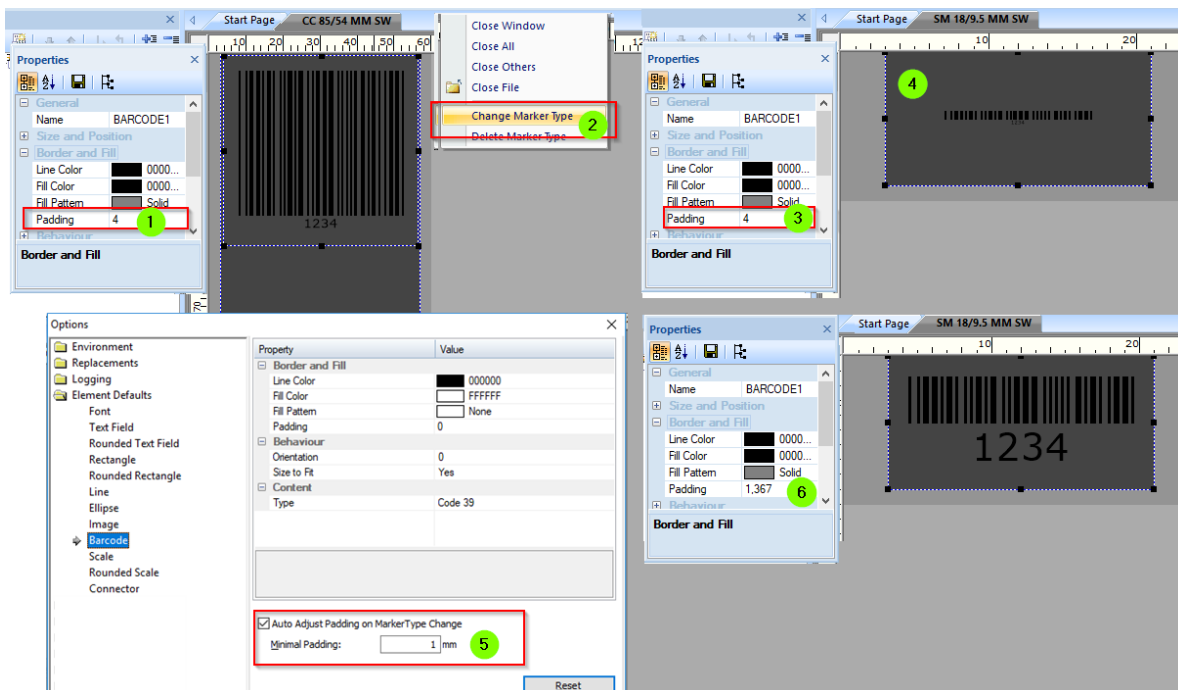 Start Page CC 85/54 MM SW
10 20 30 40 50 60
Properties
General
Name BARCODE1
Size and Position
Border and Fill
Line Color 0000...
Fill Color 0000...
Fill Pattern Solid
Padding 4
1
Behaviour
Border and Fill
1234
70
Close Window
Close All
Close Others
Close File
Change Marker Type
2
Delete Marker Type
Start Page SM 18/9.5 MM SW
10 20
Properties
General
Name BARCODE1
Size and Position
Border and Fill
Line Color 0000...
Fill Color 0000...
Fill Pattern Solid
Padding 4
3
Behaviour
Border and Fill
4
1234
Options
Environment
Replacements
Logging
Element Defaults
Font
Text Field
Rounded Text Field
Rectangle
Rounded Rectangle
Line
Ellipse
Image
Barcode
Scale
Rounded Scale
Connector
Property Value
Border and Fill
Line Color 000000
Fill Color FFFFFF
Fill Pattern None
Padding 0
Behaviour
Orientation 0
Size to Fit Yes
Content
Type Code 39
Auto Adjust Padding on MarkerType Change
Minimal Padding: 1 mm
5
Reset
Start Page SM 18/9.5 MM SW
10 20
Properties
General
Name BARCODE1
Size and Position
Border and Fill
Line Color 0000...
Fill Color 0000...
Fill Pattern Solid
Padding 1,367
6
Behaviour
Border and Fill
1234